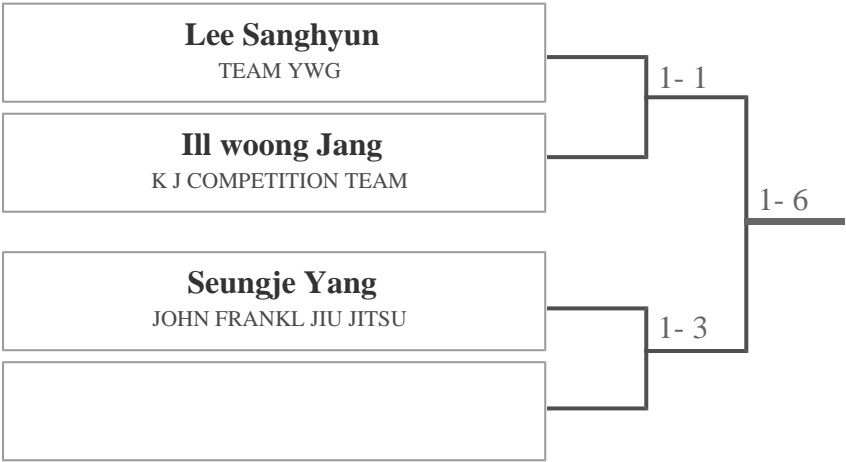 Lee Sanghyun
TEAM YWG
1- 1
Ill woong Jang
K J COMPETITION TEAM
1- 6
Seungje Yang
JOHN FRANKL JIU JITSU
1- 3